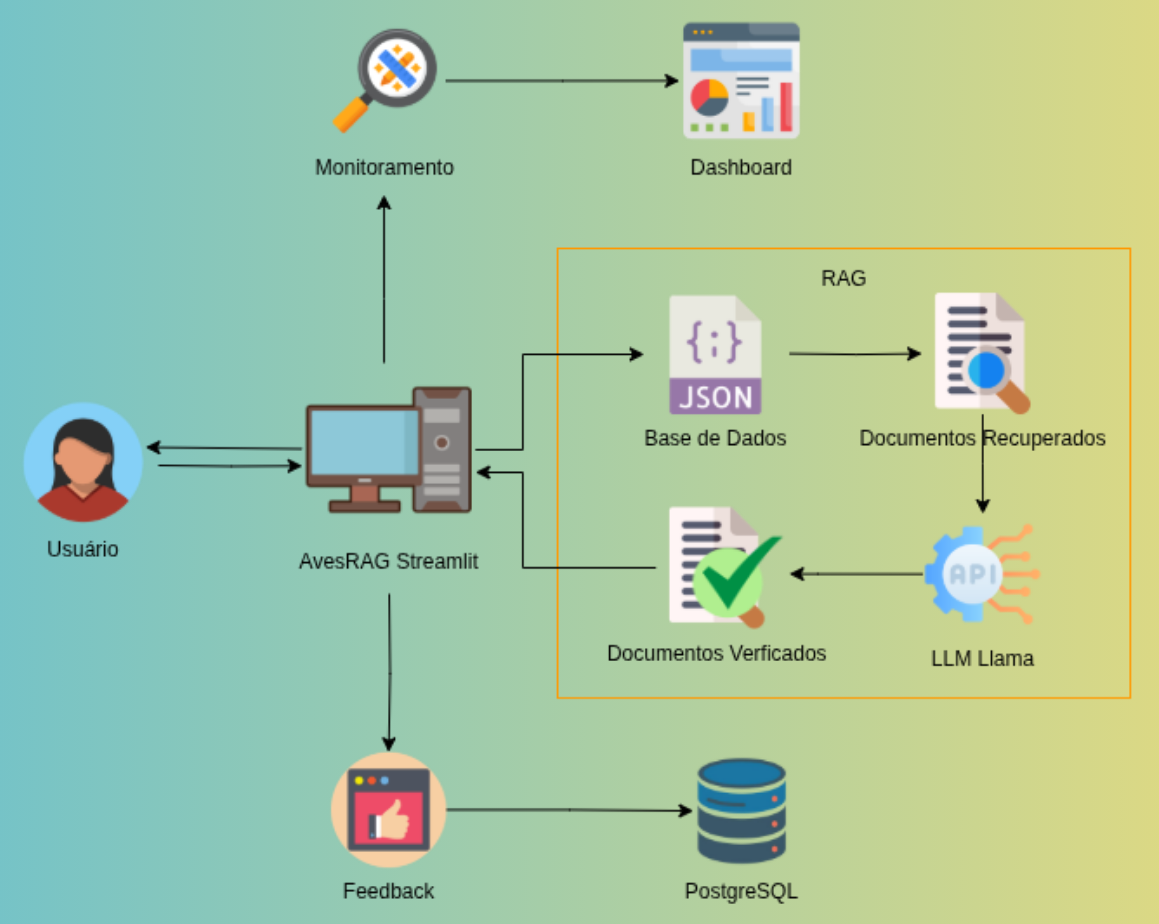 Monitoramento
Dashboard
RAG
{;}
JSON
Base de Dados
Documentos Recuperados
Usuário
AvesRAG Streamlit
API
Documentos Verficados
LLM Llama
Feedback
PostgreSQL